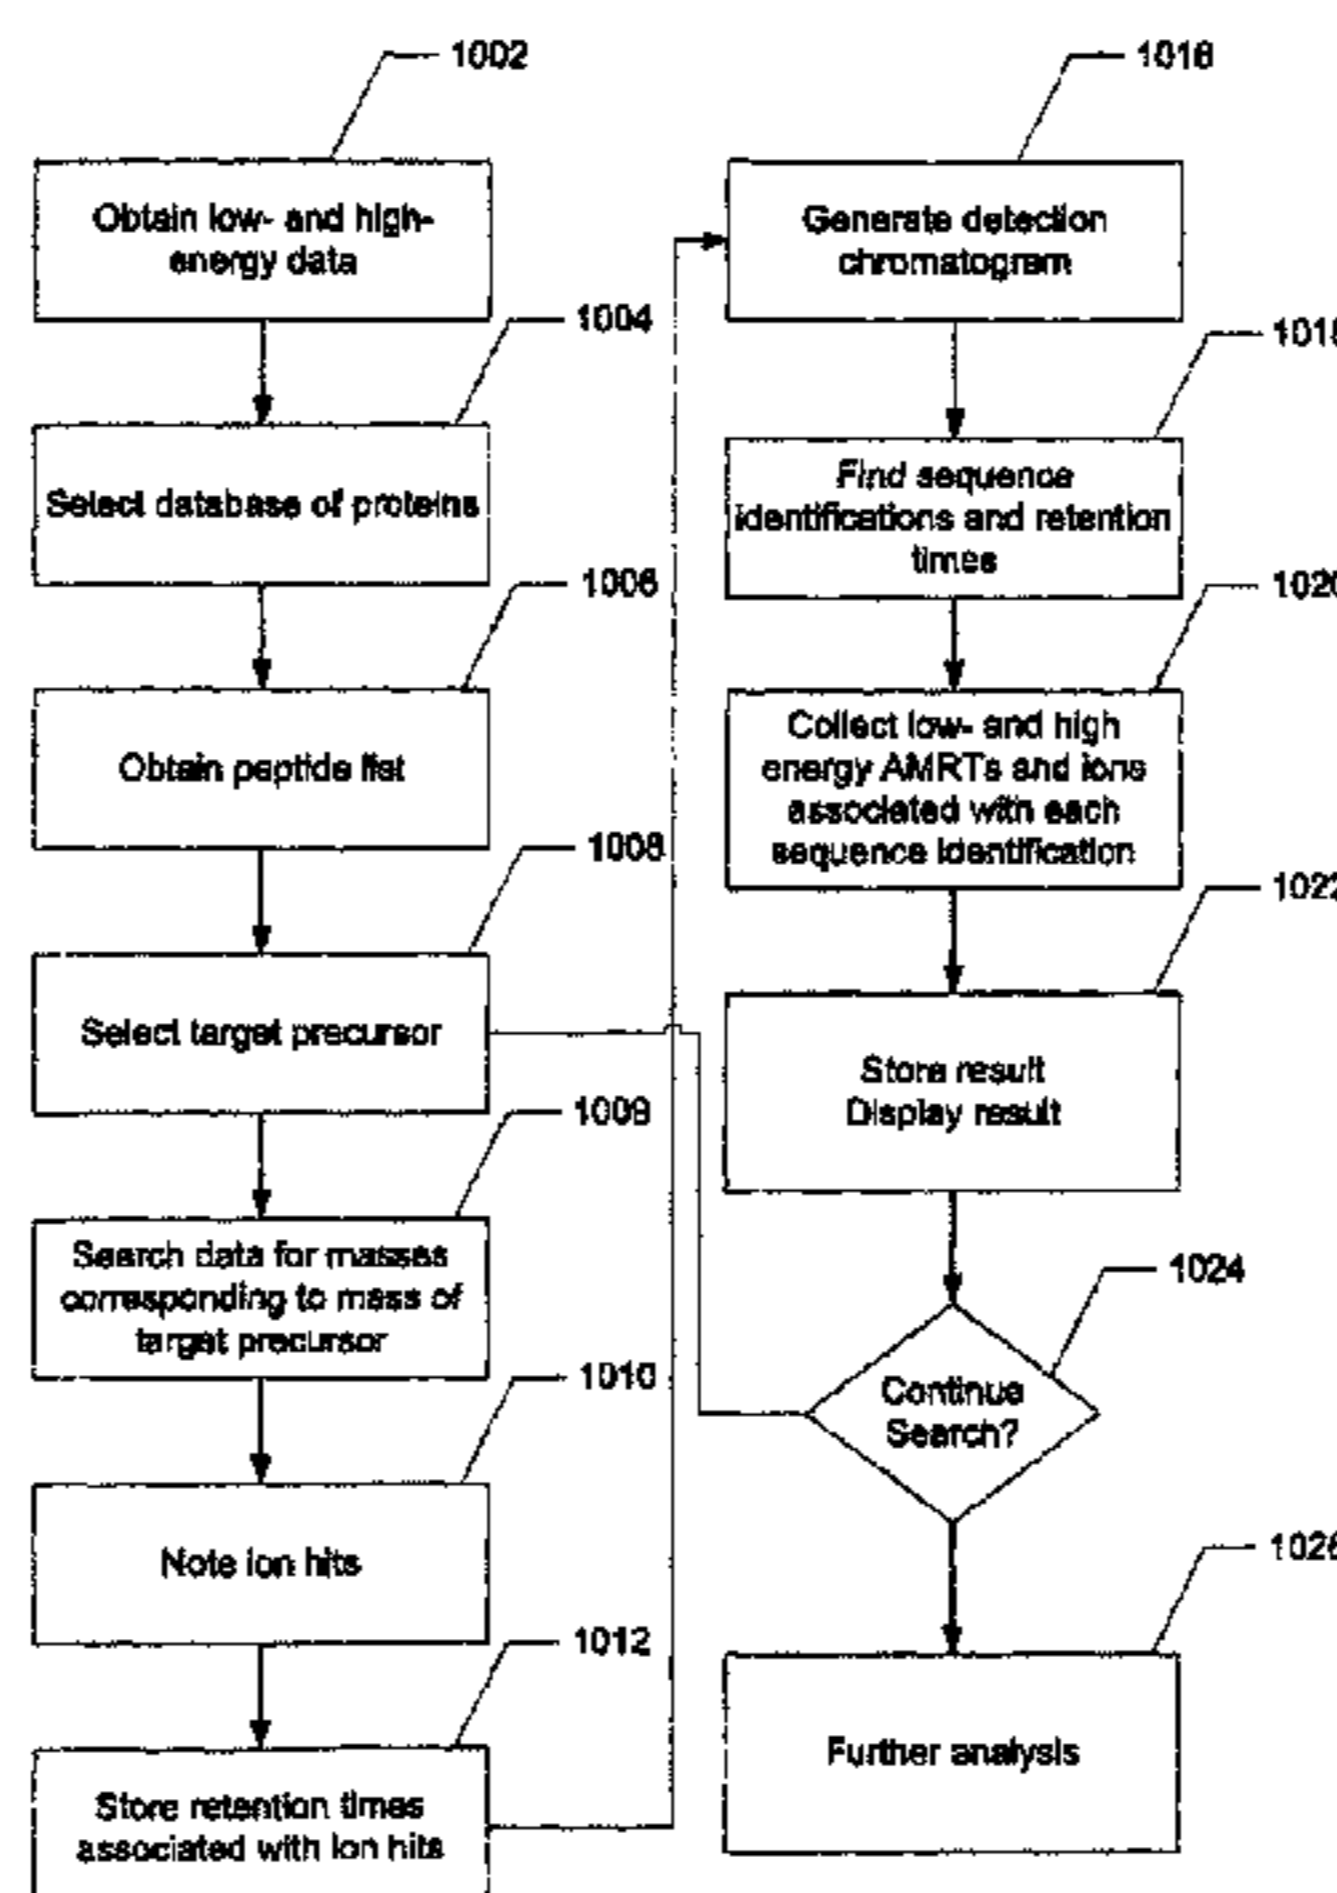 1002
Obtain low- and high-
energy data
1004
Select database of proteins
1006
Obtain peptide list
1008
Select target precursor
1009
Search data for masses
corresponding to mass of
target precursor
1010
Note ion hits
1012
Store retention times
associated with ion hits
1016
Generate detection
chromatogram
Find sequence
identifications and retention
times
1020
Collect low- and high
energy AMRTs and ions
associated with each
sequence identification
1022
Store result
Display result
1024
Continue
Search?
Further analysis